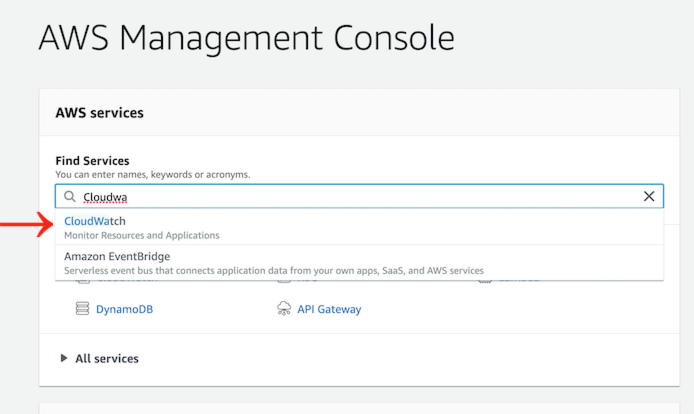 AWS Management Console
AWS services
Find Services
You can enter names, keywords or acronyms.
Cloudwa
CloudWatch
Monitor Resources and Applications
Amazon EventBridge
Serverless event bus that connects application data from your own apps, SaaS, and AWS services
DynamoDB API Gateway
All services